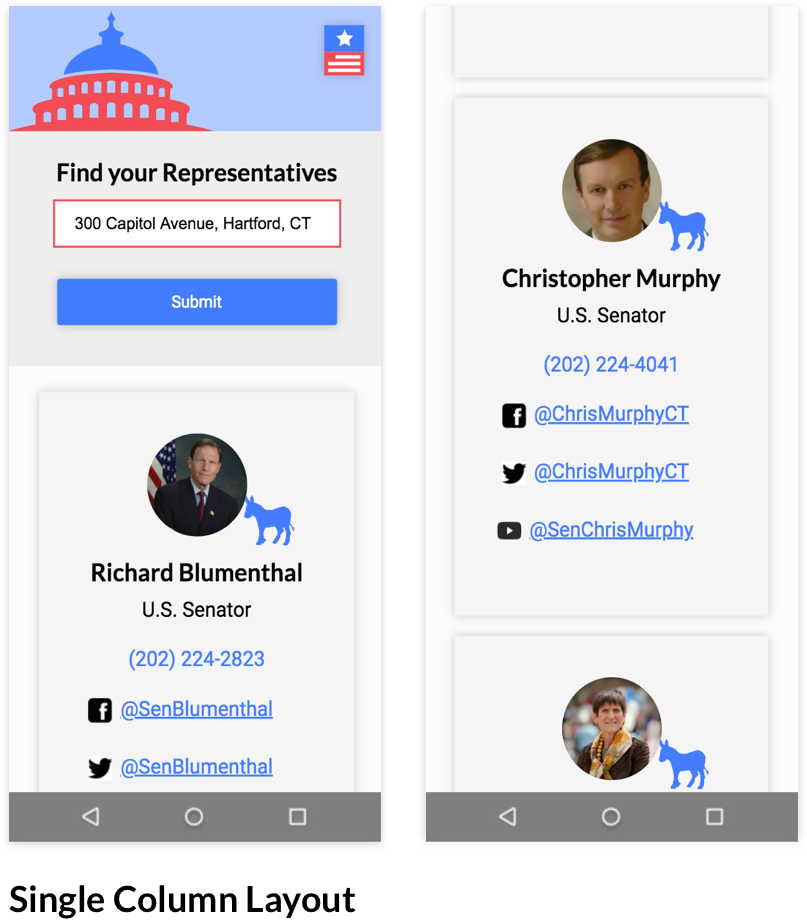 Find your Representatives
300 Capitol Avenue, Hartford, CT
Submit
Richard Blumenthal
U.S. Senator
(202) 224-2823
@SenBlumenthal
@SenBlumenthal
Christopher Murphy
U.S. Senator
(202) 224-4041
@ChrisMurphyCT
@ChrisMurphyCT
@SenChrisMurphy
Single Column Layout